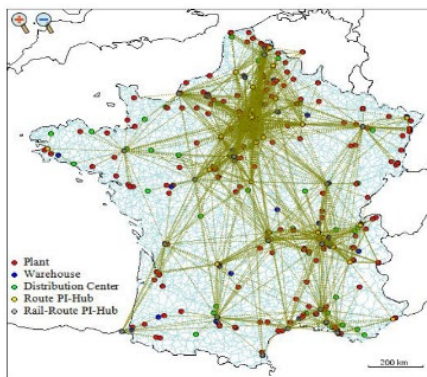 Plant
Warehouse
Distribution Center
Route PI-Hub
Rail-Route PI-Hub
200 km